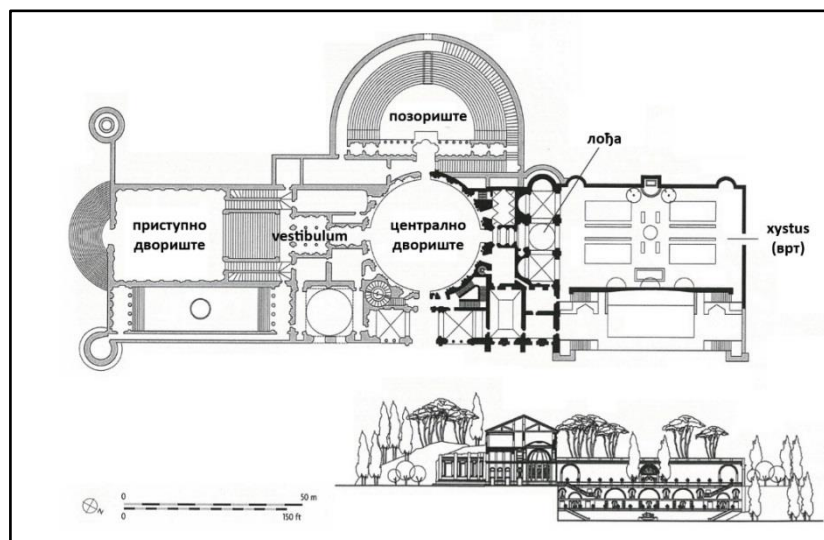 позориште
лођа
приступно
двориште
vestibulum
централно
двориште
xystus
(врт)
N
0
50 m
0
150 ft